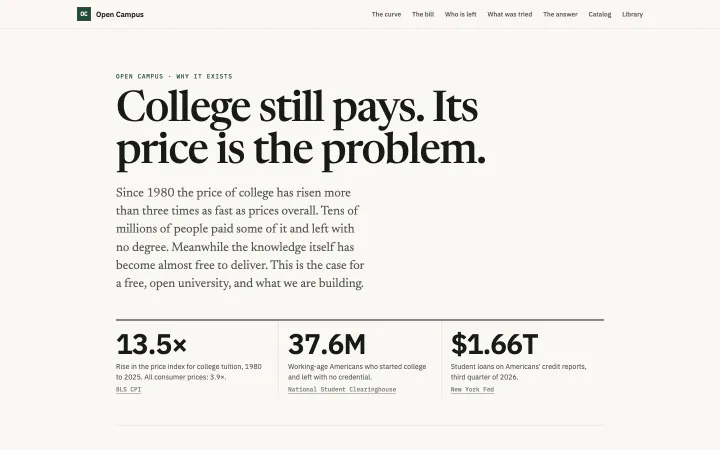 OC Open Campus
The curve The bill Who is left What was tried The answer Catalog Library
OPEN CAMPUS · WHY IT EXISTS
College still pays. Its
price is the problem.
Since 1980 the price of college has risen more
than three times as fast as prices overall. Tens of
millions of people paid some of it and left with
no degree. Meanwhile the knowledge itself has
become almost free to deliver. This is the case for
a free, open university, and what we are building.
13.5×
Rise in the price index for college tuition, 1980
to 2025. All consumer prices: 3.9×.
BLS CPI
37.6M
Working-age Americans who started college
and left with no credential.
National Student Clearinghouse
$1.66T
Student loans on Americans' credit reports,
third quarter of 2026.
New York Fed